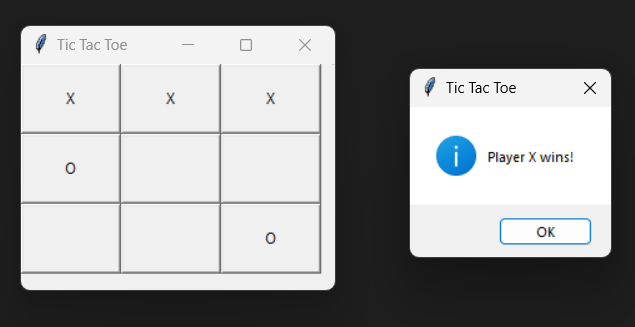 Tic Tac Toe
X X X
O
O
Tic Tac Toe
Player X wins!
OK